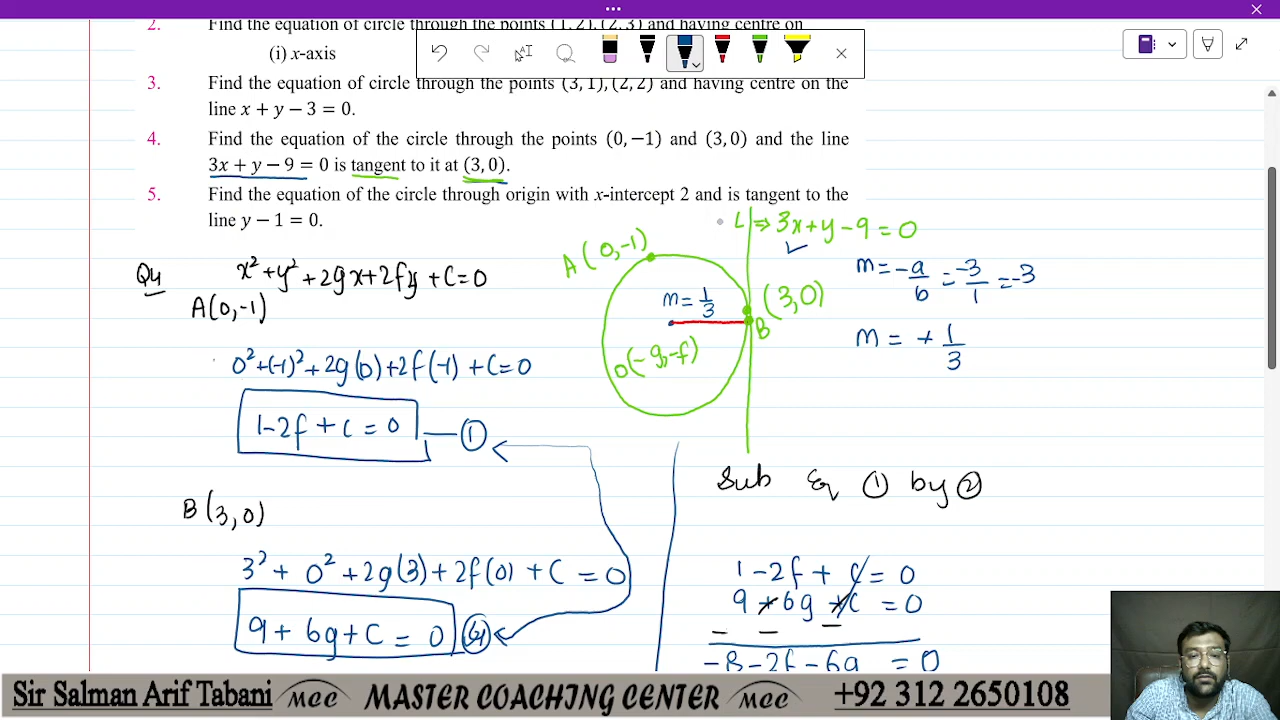 2. Find the equation of circle through the points (1, 2), (2, 3) and having centre on
(i) x-axis
3. Find the equation of circle through the points (3, 1), (2, 2) and having centre on the
line x + y − 3 = 0.
4. Find the equation of the circle through the points (0, −1) and (3, 0) and the line
3x + y − 9 = 0 is tangent to it at (3, 0).
5. Find the equation of the circle through origin with x-intercept 2 and is tangent to the
line y − 1 = 0.
L ⇒ 3x+y−9=0
A(0,−1)
Q4 x²+y²+2gx+2fy+C=0
m = −a/b = −3/1 = −3
A(0,−1)
m = 1/3
(3,0)
B
m = +1/3
O(−g,−f)
0²+(−1)²+2g(0)+2f(−1)+C=0
1−2f+C=0 —①
Sub Eq ① by ②
B(3,0)
3²+0²+2g(3)+2f(0)+C=0
1−2f+C=0
9+6g+C=0
9+6g+C=0
− − −
−8−2f−6g=0
Sir Salman Arif Tabani MCC MASTER COACHING CENTER MCC +92 312 2650108